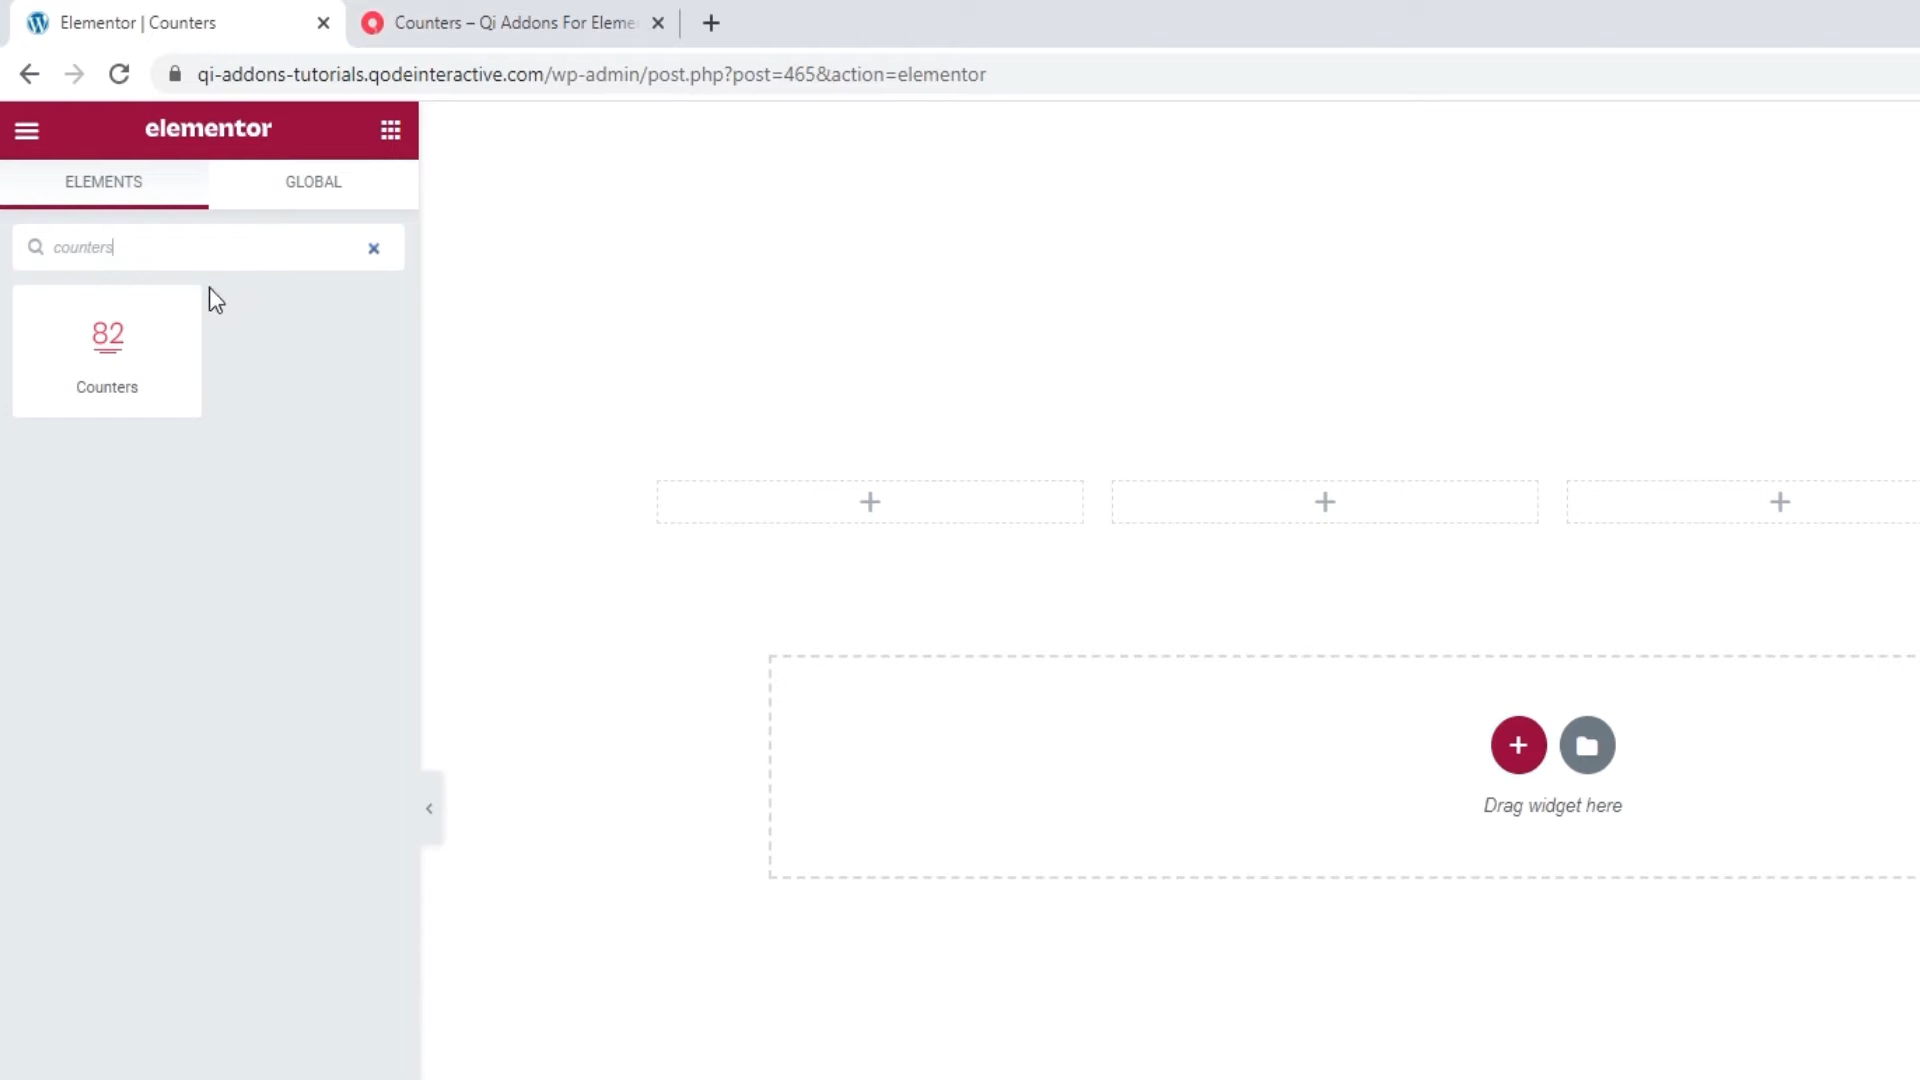 Elementor | Counters
Counters – Qi Addons For Eleme
qi-addons-tutorials.qodeinteractive.com/wp-admin/post.php?post=465&action=elementor
elementor
ELEMENTS
GLOBAL
counters
82
Counters
Drag widget here